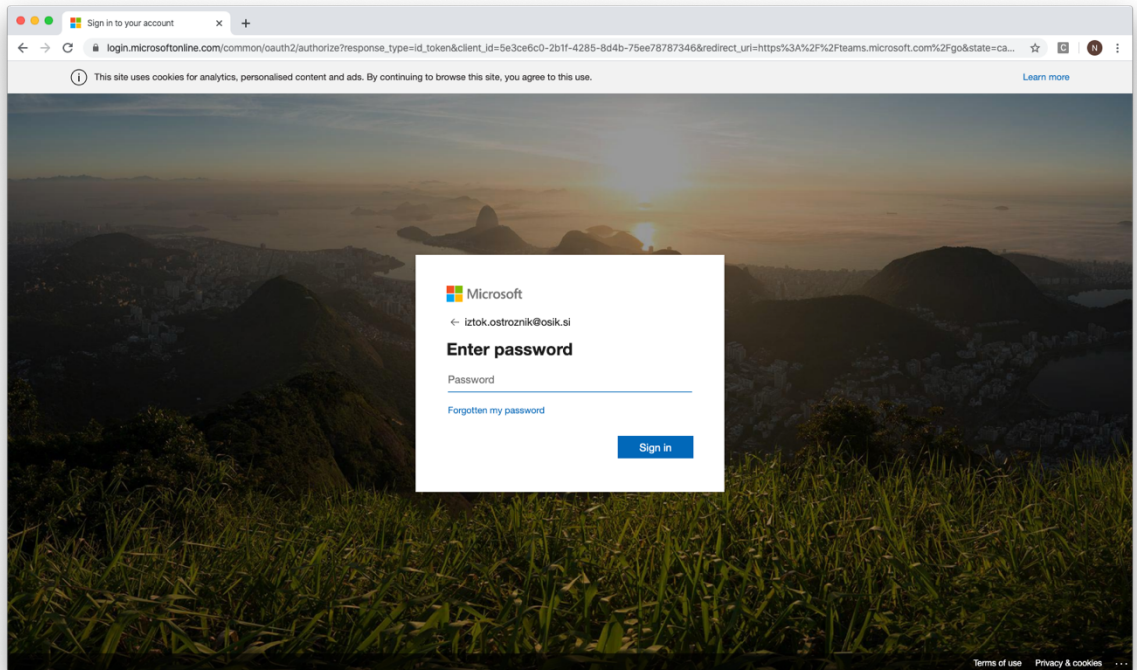 Sign in to your account
login.microsoftonline.com/common/oauth2/authorize?response_type=id_token&client_id=5e3ce6c0-2b1f-4285-8d4b-75ee78787346&redirect_uri=https%3A%2F%2Fteams.microsoft.com%2Fgo&state=ca...
C
N
This site uses cookies for analytics, personalised content and ads. By continuing to browse this site, you agree to this use.
Learn more
Microsoft
iztok.ostroznik@osik.si
Enter password
Password
Forgotten my password
Sign in
Terms of use Privacy & cookies ...